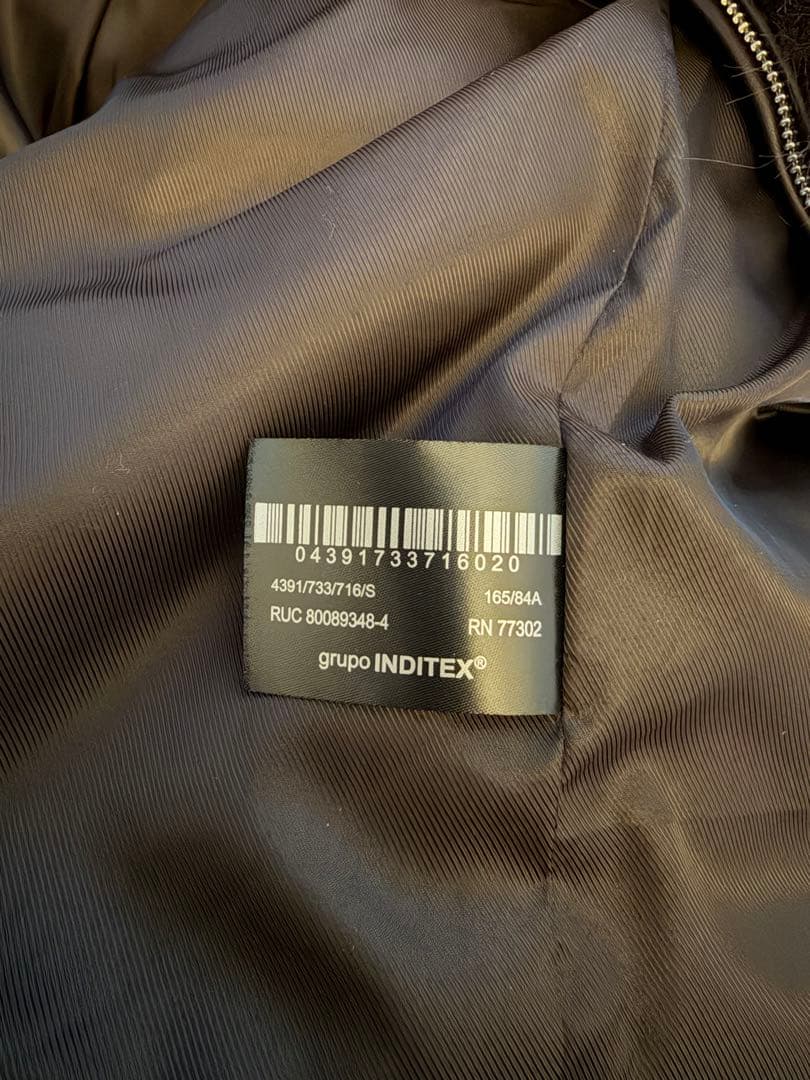 04391733716020
4391/733/716/S 165/84A
RUC 80089348-4 RN 77302
grupo INDITEX®